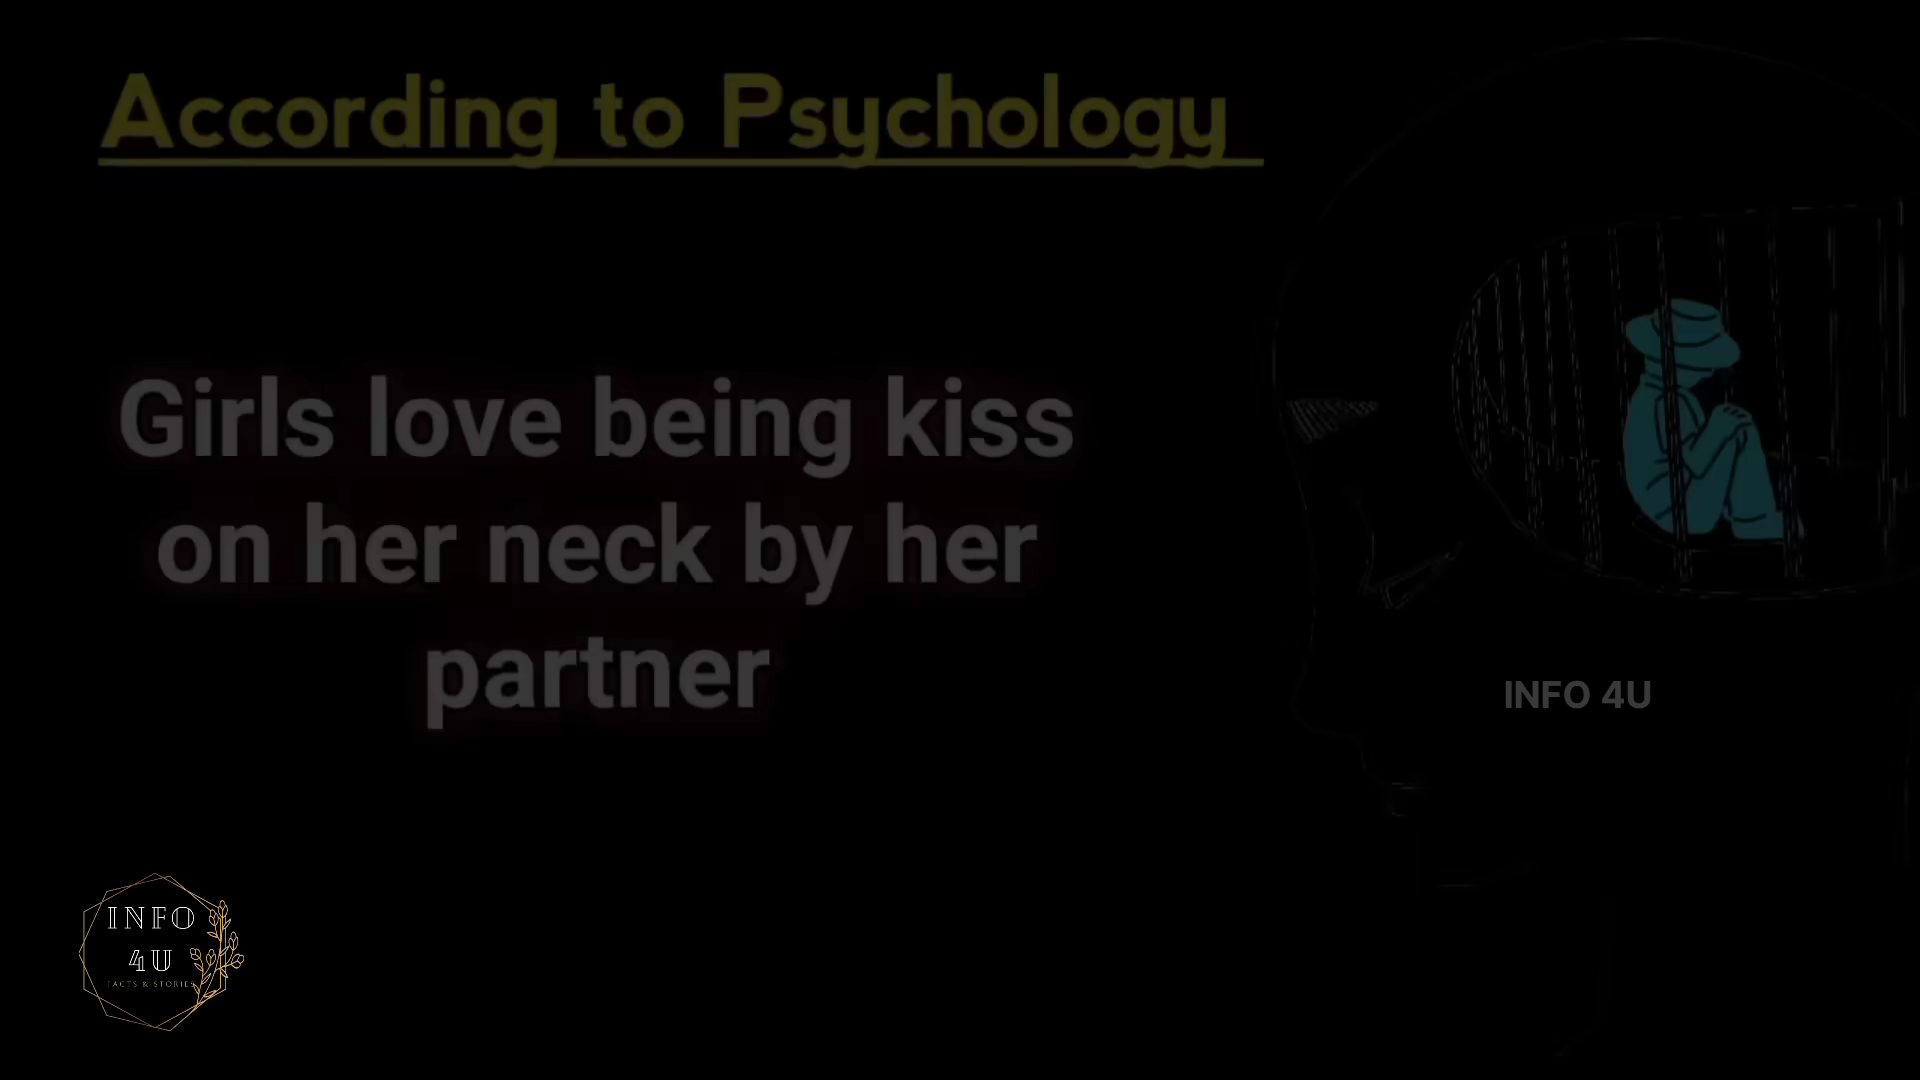 According to Psychology
Girls love being kiss
on her neck by her
partner
INFO 4U
INFO
4U
FACTS & STORIES